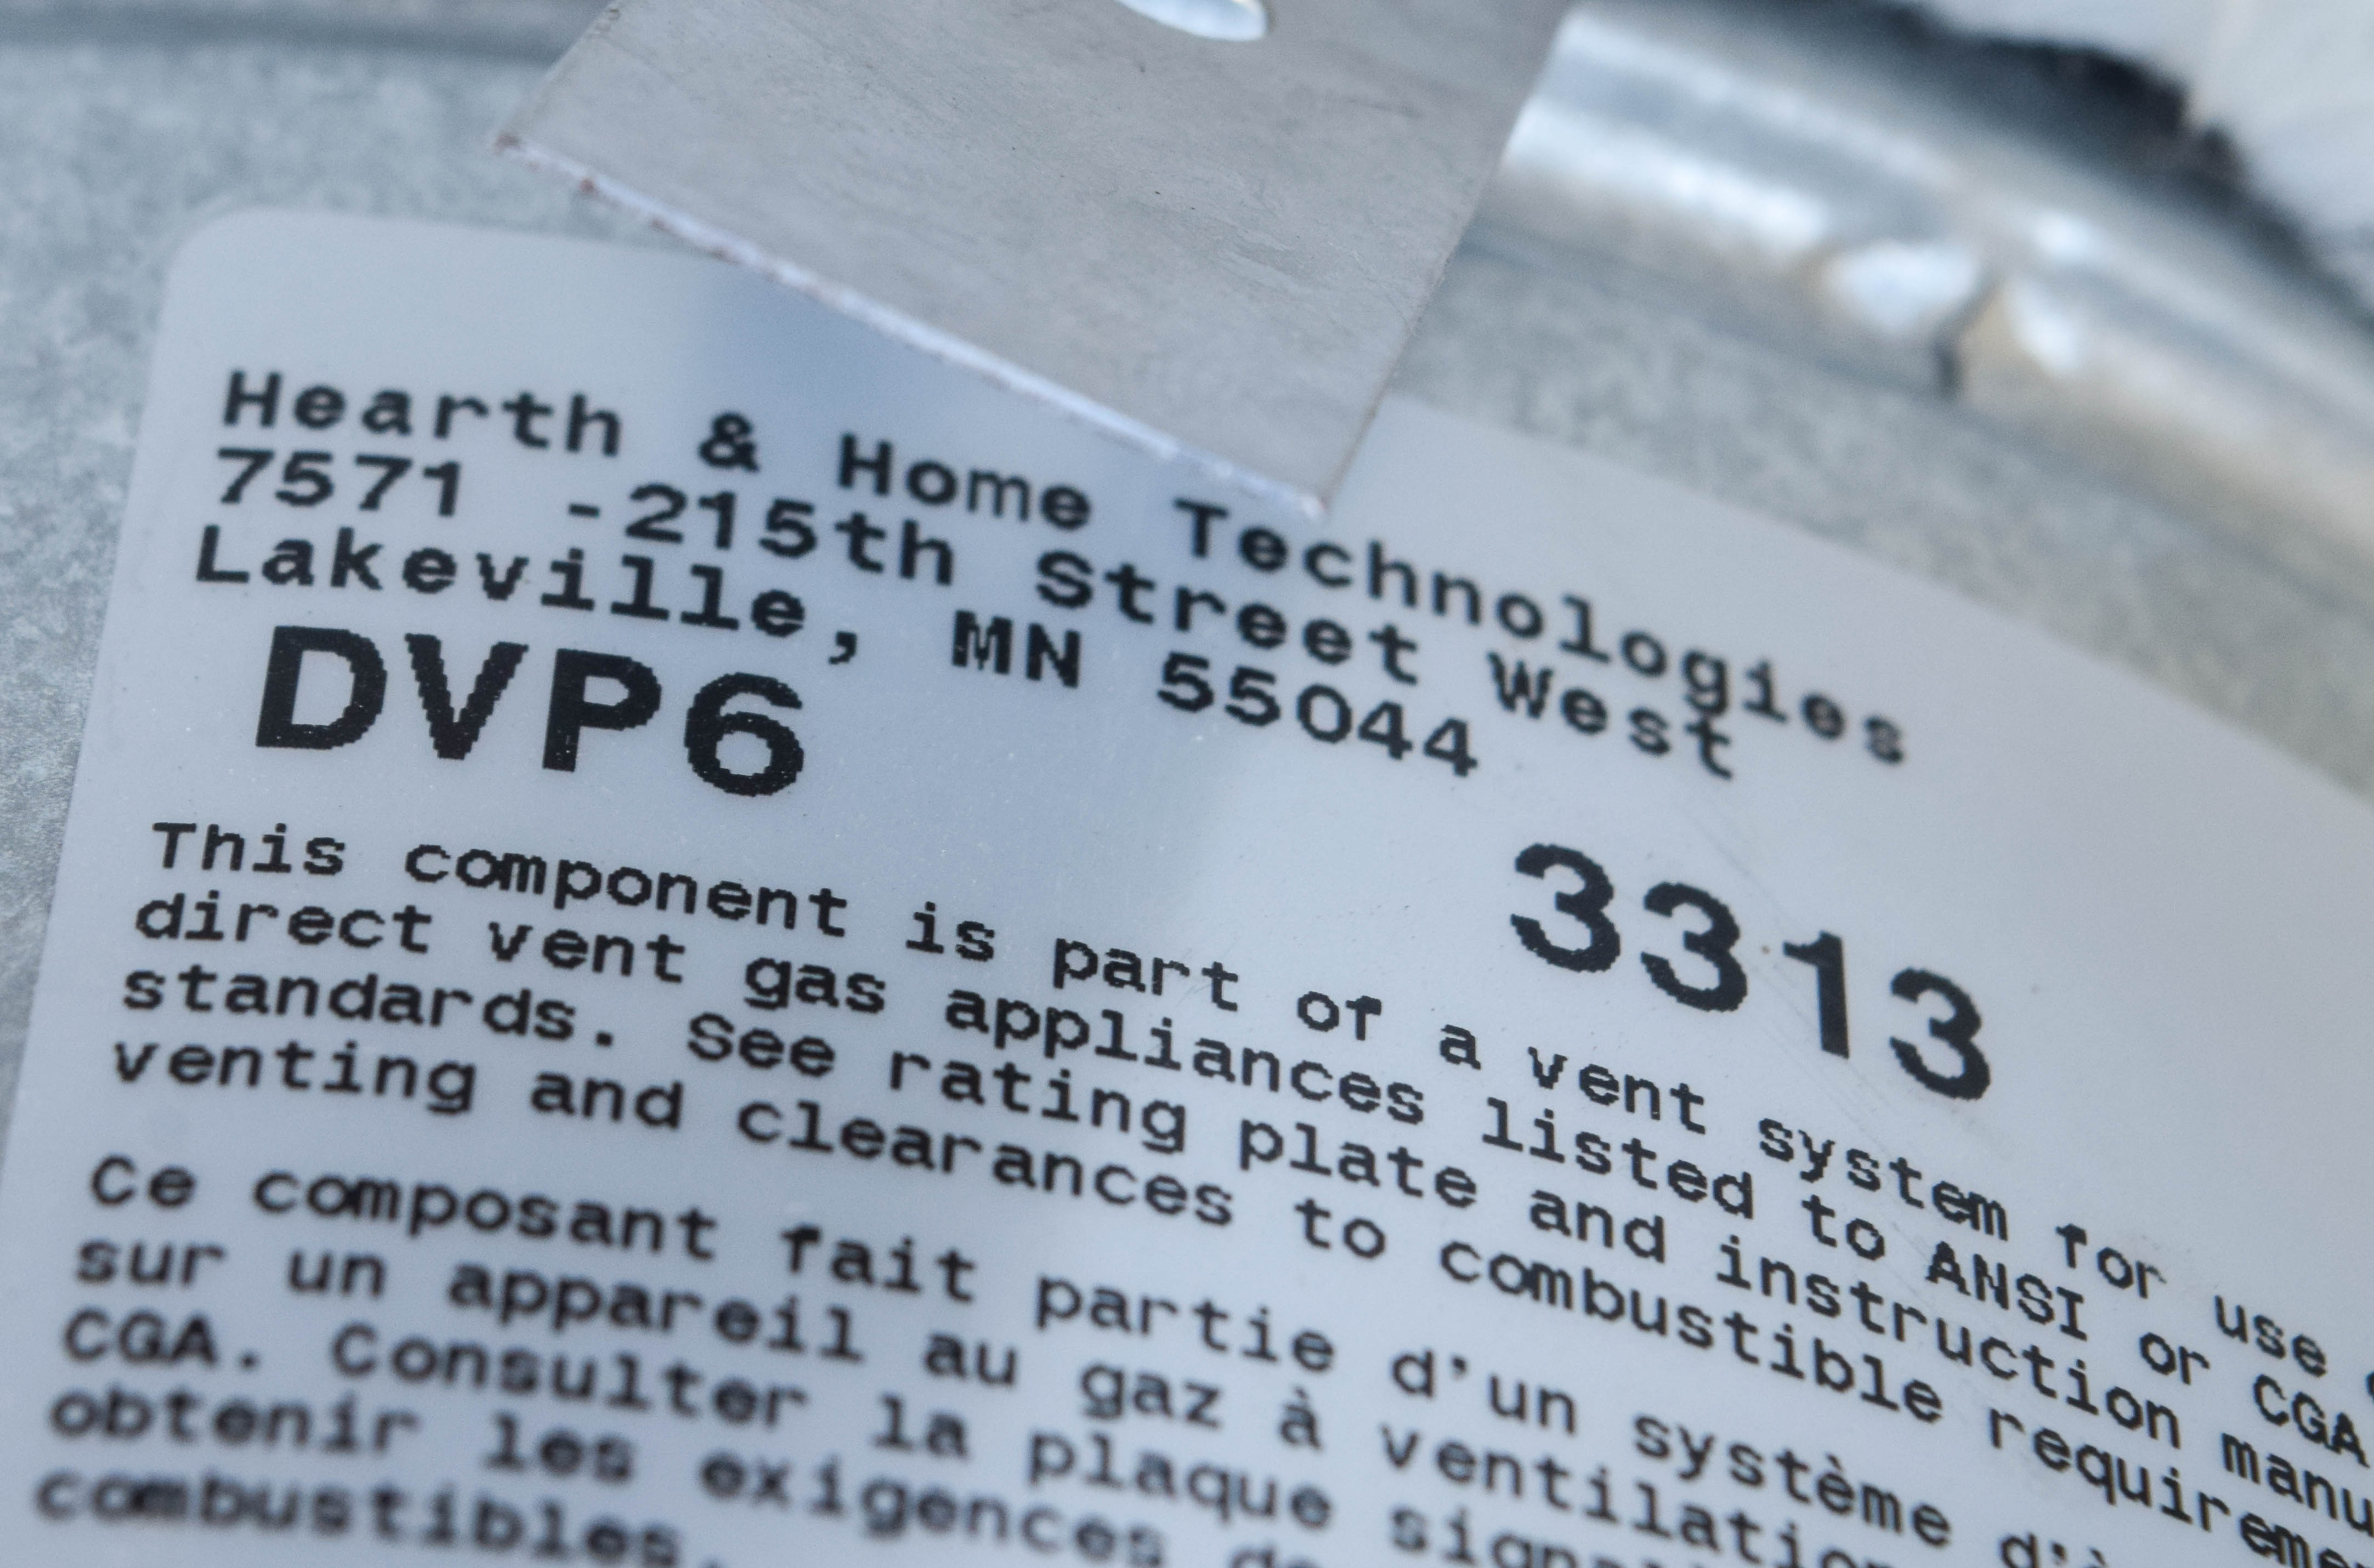 Hearth & Home Technologies
7571 -215th Street West
Lakeville, MN 55044
DVP6
3313
This component is part of a vent system for use
direct vent gas appliances listed to ANSI or CGA
standards. See rating plate and instruction
venting and clearances to combustible
Ce composant fait partie d'un système
sur un appareil au gaz à
CGA. Consulter la plaque
obtenir les exigences
combustibles.